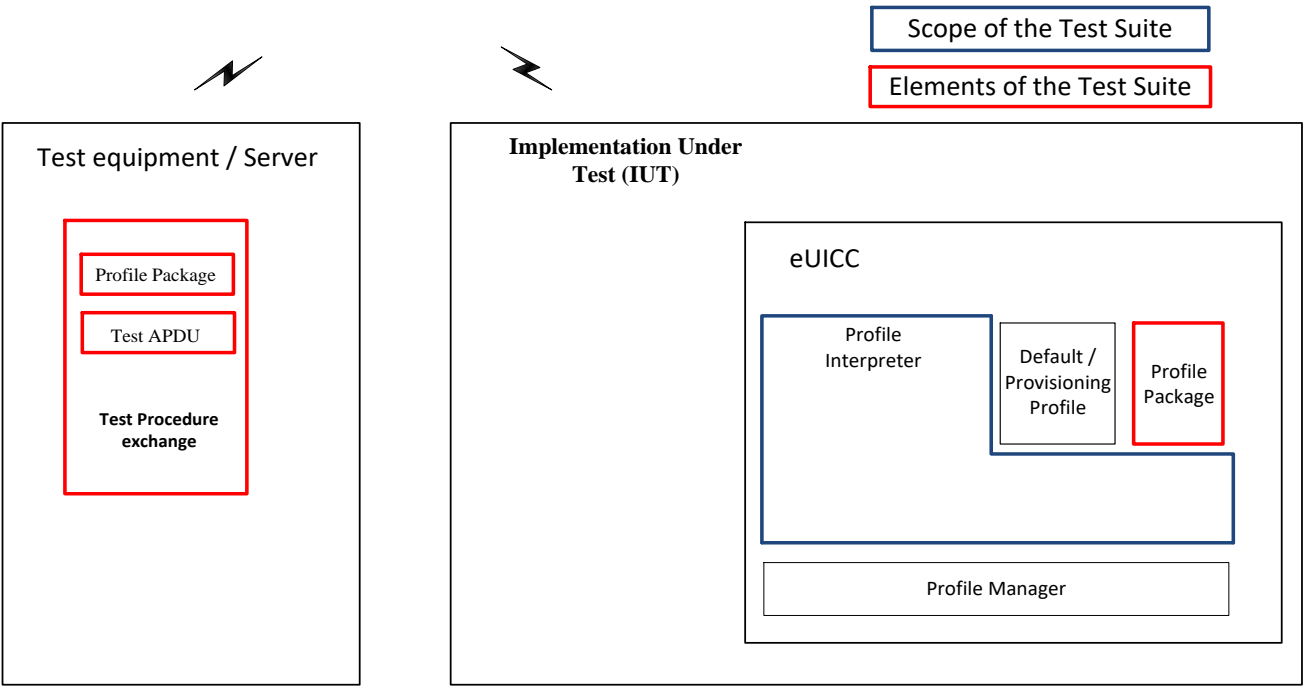 Scope of the Test Suite
Elements of the Test Suite
Test equipment / Server
Profile Package
Test APDU
Test Procedure
exchange
Implementation Under
Test (IUT)
eUICC
Profile
Interpreter
Default /
Provisioning
Profile
Profile
Package
Profile Manager